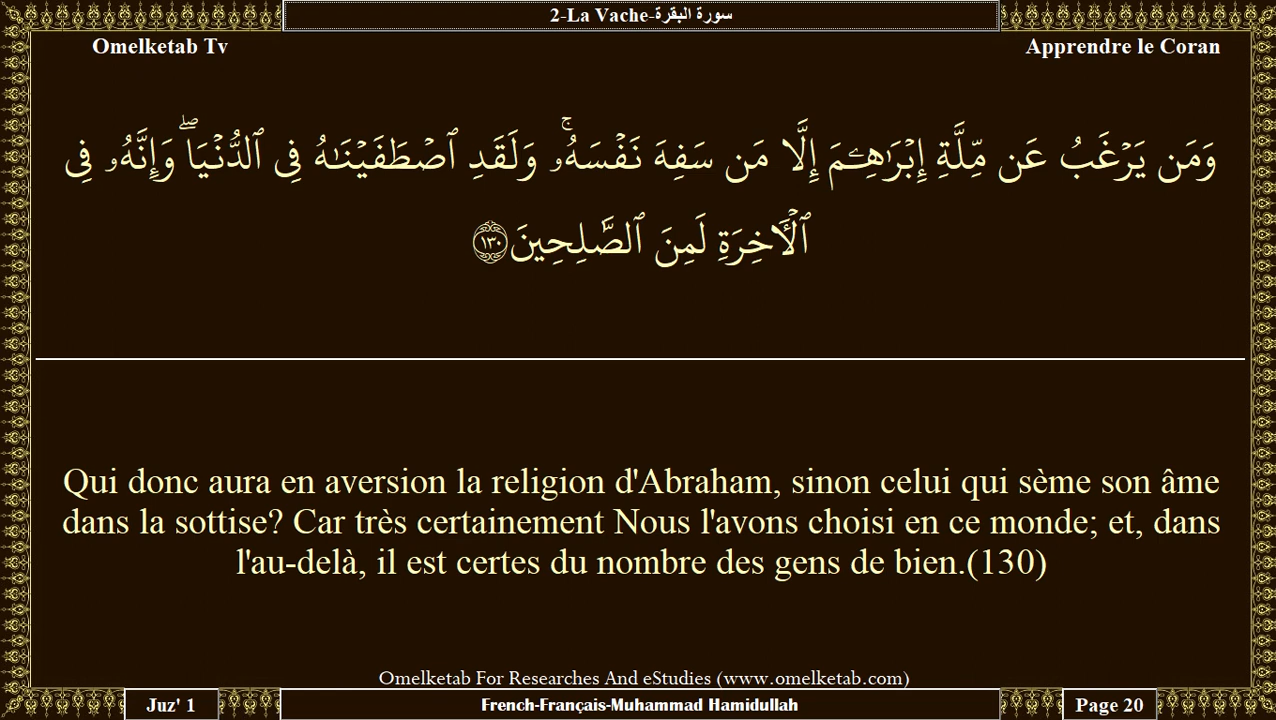 2-La Vache-سورة البقرة
Omelketab Tv
Apprendre le Coran
وَمَن يَرۡغَبُ عَن مِّلَّةِ إِبۡرَٰهِـۧمَ إِلَّا مَن سَفِهَ نَفۡسَهُۥۚ وَلَقَدِ ٱصۡطَفَيۡنَٰهُ فِي ٱلدُّنۡيَاۖ وَإِنَّهُۥ فِي
ٱلۡأٓخِرَةِ لَمِنَ ٱلصَّٰلِحِينَ ١٣٠
Qui donc aura en aversion la religion d'Abraham, sinon celui qui sème son âme
dans la sottise? Car très certainement Nous l'avons choisi en ce monde; et, dans
l'au-delà, il est certes du nombre des gens de bien.(130)
Omelketab For Researches And eStudies (www.omelketab.com)
Juz' 1
French-Français-Muhammad Hamidullah
Page 20